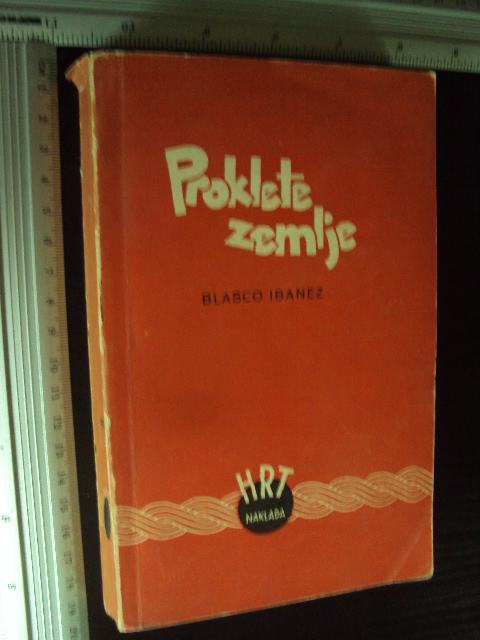 Proklete
zemlje
BLASCO IBANEZ
HRT
NAKLADA